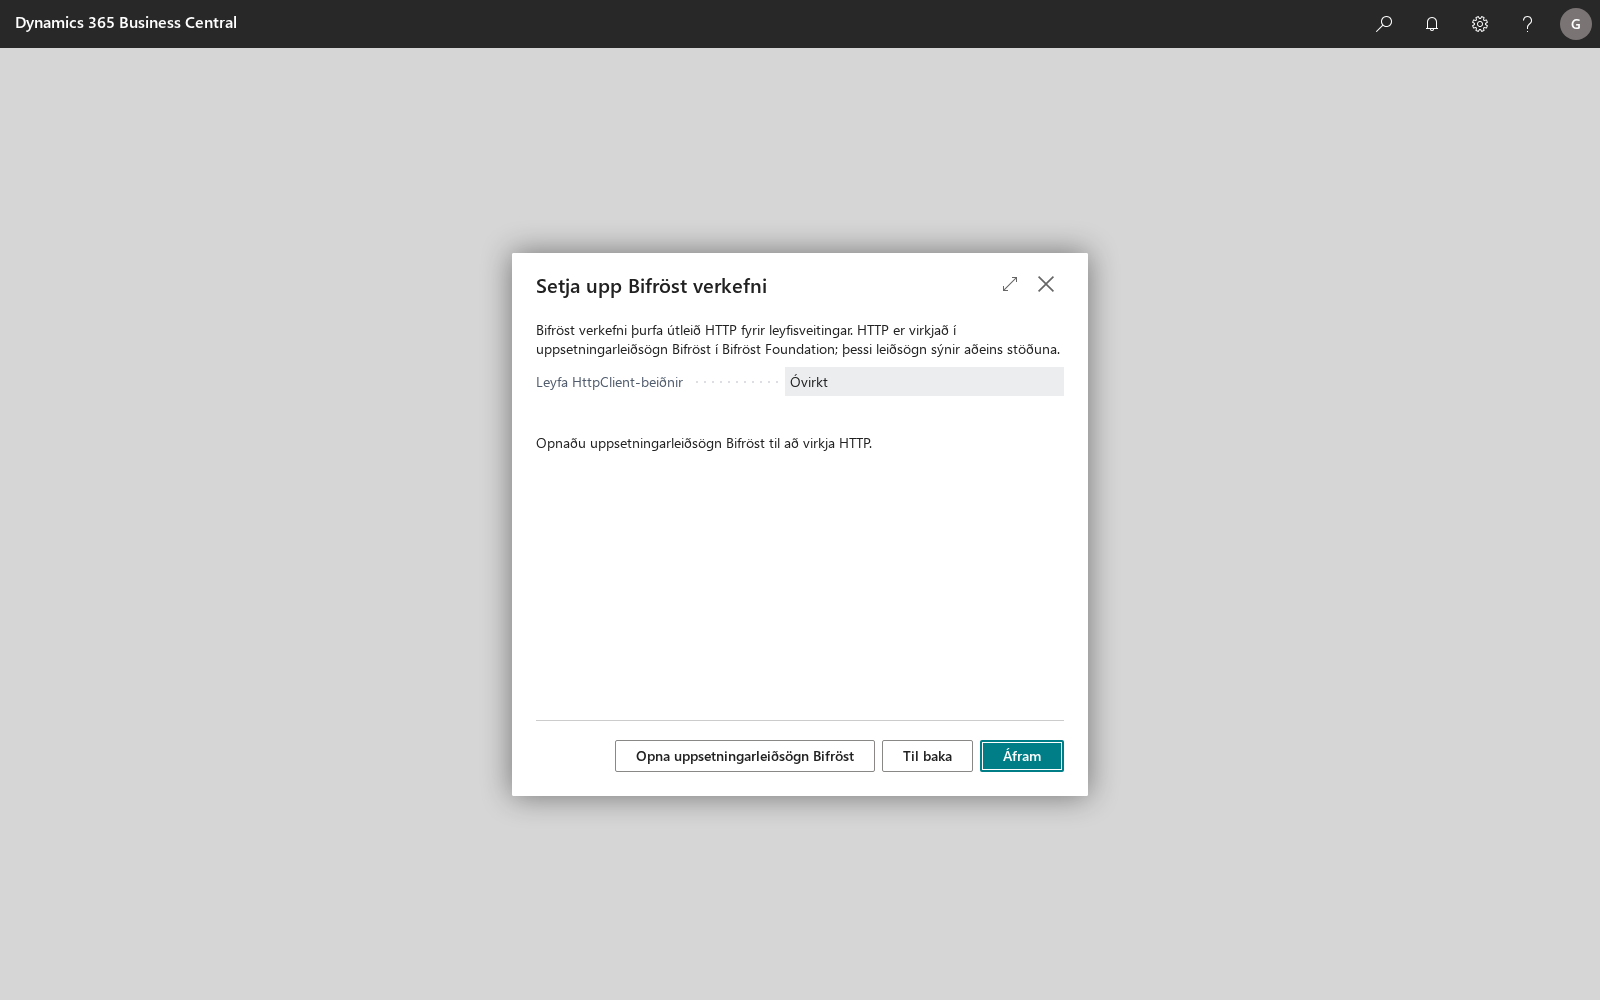 Dynamics 365 Business Central
G
Setja upp Bifröst verkefni
Bifröst verkefni þurfa útleið HTTP fyrir leyfisveitingar. HTTP er virkjað í
uppsetningarleiðsögn Bifröst í Bifröst Foundation; þessi leiðsögn sýnir aðeins stöðuna.
Leyfa HttpClient-beiðnir
Óvirkt
Opnaðu uppsetningarleiðsögn Bifröst til að virkja HTTP.
Opna uppsetningarleiðsögn Bifröst
Til baka
Áfram